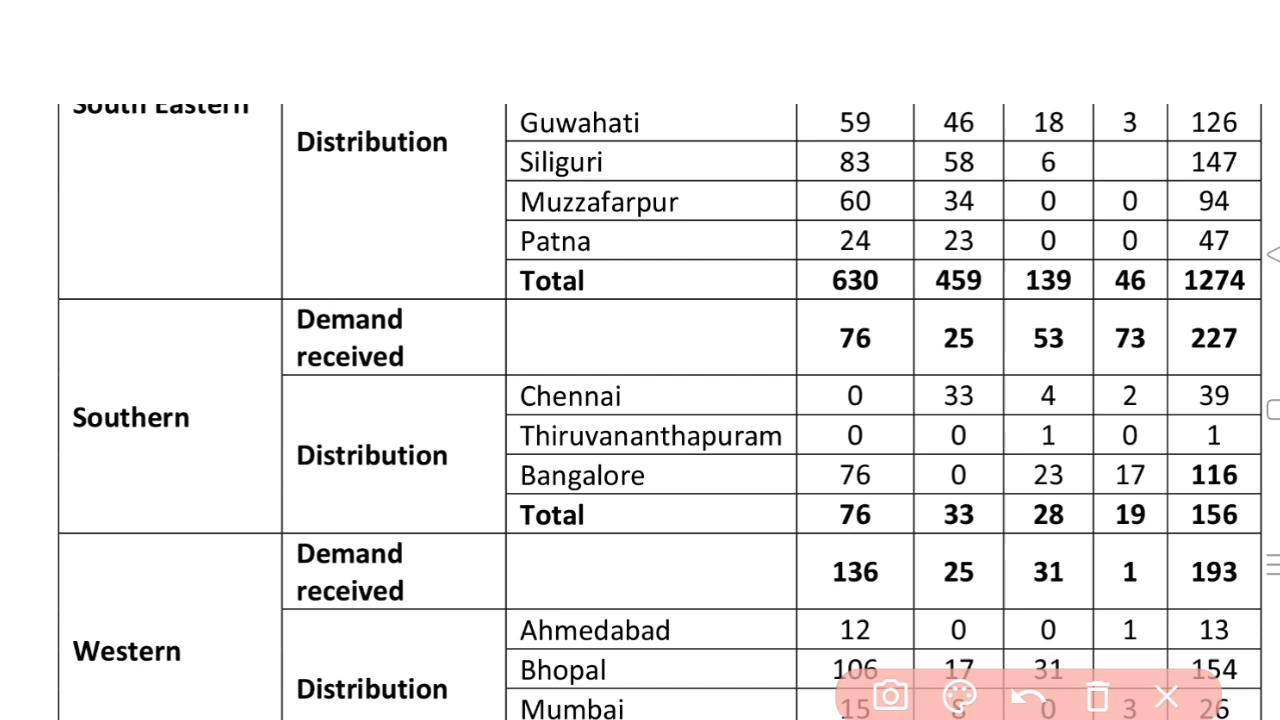 South Eastern
Distribution
Guwahati 59 46 18 3 126
Siliguri 83 58 6 147
Muzzafarpur 60 34 0 0 94
Patna 24 23 0 0 47
Total 630 459 139 46 1274
Southern
Demand received 76 25 53 73 227
Distribution
Chennai 0 33 4 2 39
Thiruvananthapuram 0 0 1 0 1
Bangalore 76 0 23 17 116
Total 76 33 28 19 156
Western
Demand received 136 25 31 1 193
Distribution
Ahmedabad 12 0 0 1 13
Bhopal 106 17 31 154
Mumbai 15 8 0 3 26